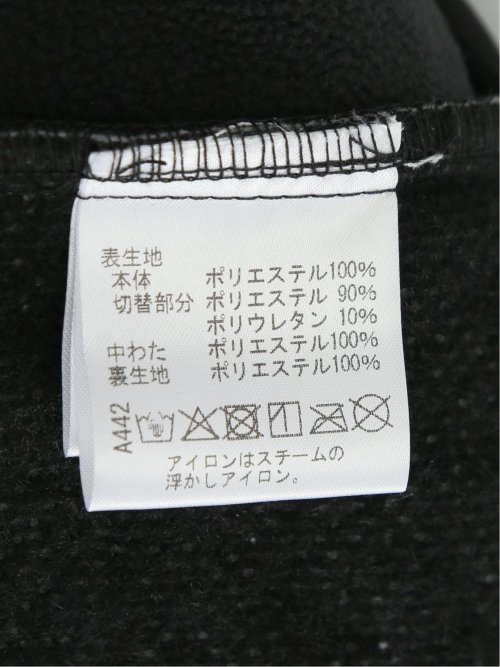 表生地
本体 ポリエステル100%
切替部分 ポリエステル 90%
ポリウレタン 10%
中わた ポリエステル100%
裏生地 ポリエステル100%
A442
アイロンはスチームの
浮かしアイロン。